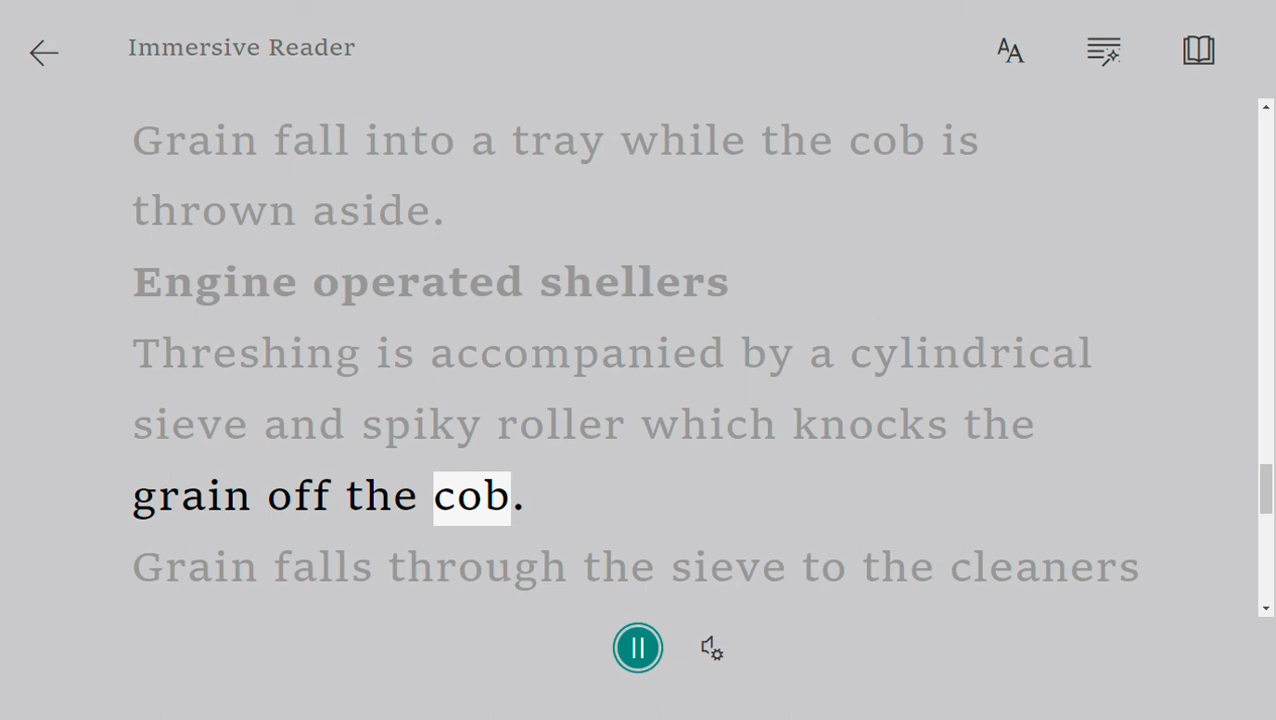 Immersive Reader
Grain fall into a tray while the cob is
thrown aside.
Engine operated shellers
Threshing is accompanied by a cylindrical
sieve and spiky roller which knocks the
grain off the cob.
Grain falls through the sieve to the cleaners